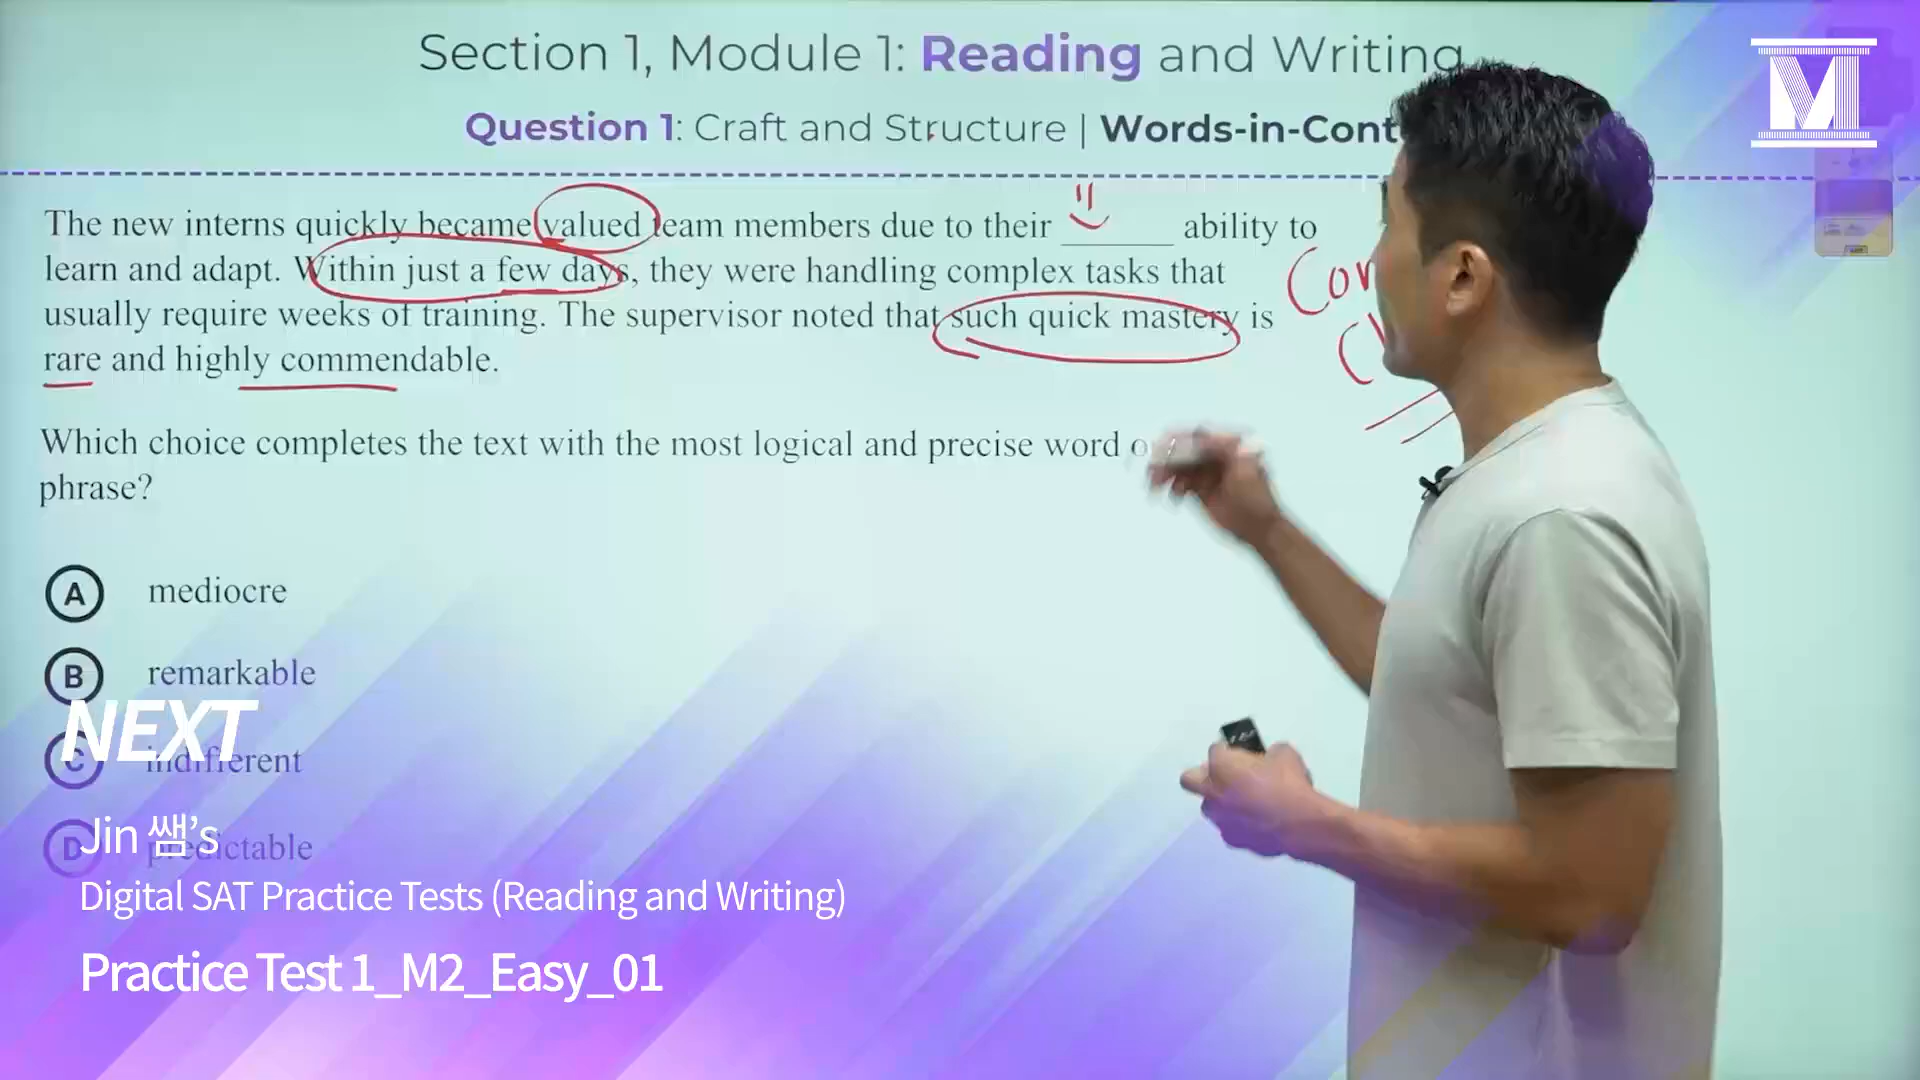 Section 1, Module 1: Reading and Writing
Question 1: Craft and Structure | Words-in-Cont
The new interns quickly became valued team members due to their ______ ability to
learn and adapt. Within just a few days, they were handling complex tasks that
usually require weeks of training. The supervisor noted that such quick mastery is
rare and highly commendable.
Which choice completes the text with the most logical and precise word o
phrase?
A mediocre
B remarkable
NEXT
C indifferent
Jin 쌤's
D predictable
Digital SAT Practice Tests (Reading and Writing)
Practice Test 1_M2_Easy_01
M